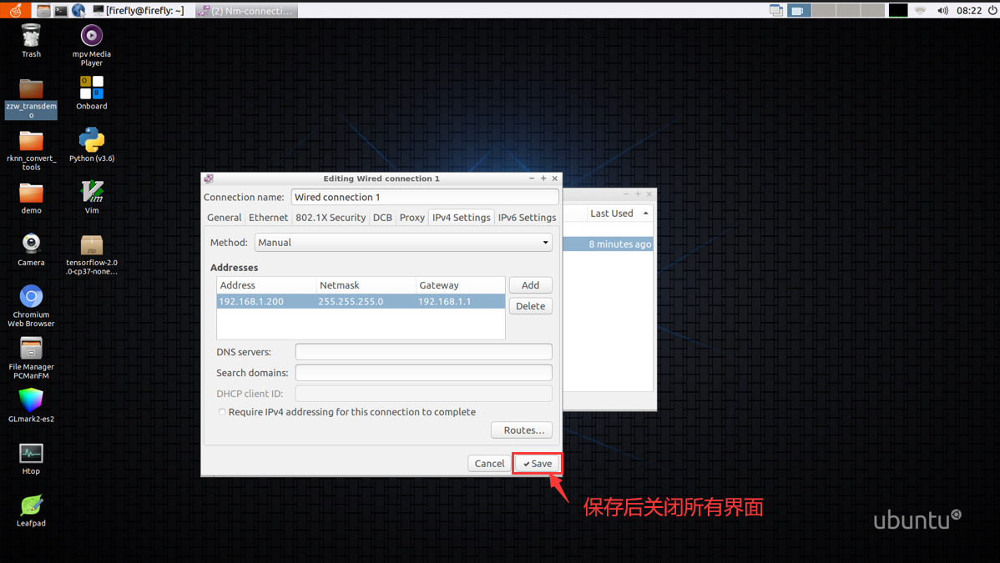 [firefly@firefly: ~]
(2) Nm-connecti...
08:22
Trash
mpv Media
Player
zzw_transdem
o
O
B
Onboard
rknn_convert_
tools
Python (v3.6)
demo
Vim
Vim
Camera
zip
tensorflow-2.0
.0-cp37-none...
Chromium
Web Browser
File Manager
PCManFM
GLmark2-es2
Htop
Leafpad
Editing Wired connection 1
Connection name: Wired connection 1
General Ethernet 802.1X Security DCB Proxy IPv4 Settings IPv6 Settings
Method: Manual
Addresses
Address Netmask Gateway
192.168.1.200 255.255.255.0 192.168.1.1
Add
Delete
DNS servers:
Search domains:
DHCP client ID:
Require IPv4 addressing for this connection to complete
Routes...
Cancel Save
Last Used
8 minutes ago
保存后关闭所有界面
ubuntu